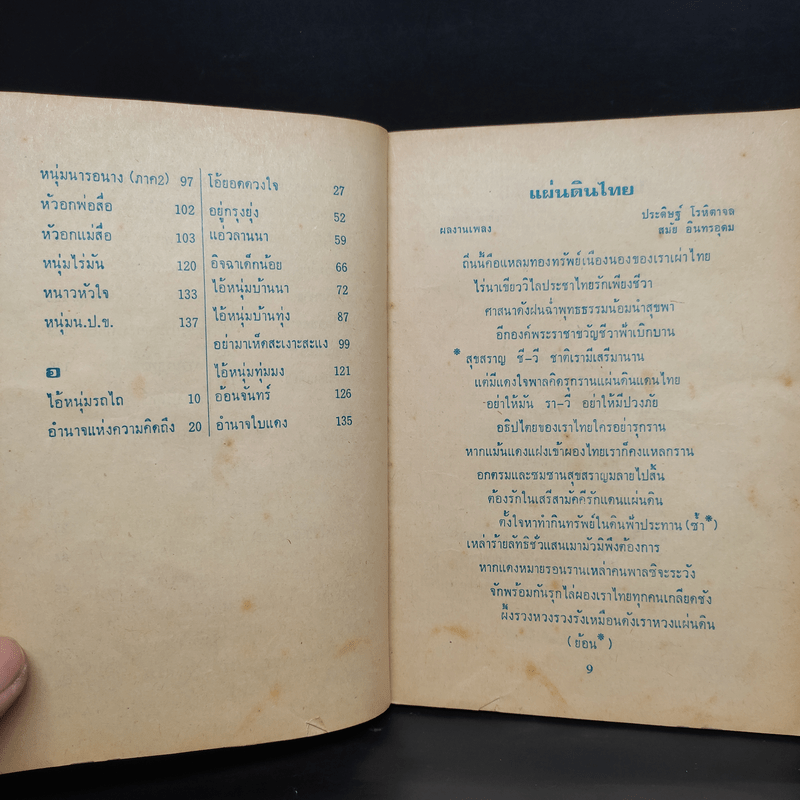 หนุ่มนารอนาง (ภาค2) 97
หัวอกพ่อสื่อ 102
หัวอกแม่สื่อ 103
หนุ่มไร่มัน 120
หนาวหัวใจ 133
หนุ่มน.ป.ข. 137
อ
ไอ้หนุ่มรถไถ 10
อำนาจแห่งความคิดถึง 20
โอ้ยอดดวงใจ 27
อยู่กรุงยุ่ง 52
แอ่วลานนา 59
อิจฉาเด็กน้อย 66
ไอ้หนุ่มบ้านนา 72
ไอ้หนุ่มบ้านทุ่ง 87
อย่ามาเห็ดสะเงาะสะแงง 99
ไอ้หนุ่มทุ่มมง 121
อ้อนจันทร์ 126
อำนาจใบแดง 135
แผ่นดินไทย
ประดิษฐ์ โรหิตาจล
ผลงานเพลง สมัย อินทรอุดม
ถิ่นนี้คือแหลมทองทรัพย์เนืองนองของเราเผ่าไทย
ไร่นาเขียววิไลประชาไทยรักเพียงชีวา
ศาสนาดังฝนฉ่ำพุทธธรรมน้อมนำสุขพา
อีกองค์พระราชาขวัญชีวาฟ้าเบิกบาน
* สุขสราญ ชี–วี ชาติเรามีเสรีมานาน
แต่มีแดงใจพาลคิดรุกรานแผ่นดินแดนไทย
อย่าให้มัน รา–วี อย่าให้มีปวงภัย
อธิปไตยของเราไทยใครอย่ารุกราน
หากแม้นแดงแฝงเข้าผองไทยเราก็คงแหลกราน
อกตรมและซมซานสุขสราญมลายไปสิ้น
ต้องรักในเสรีสามัคคีรักแดนแผ่นดิน
ตั้งใจหาทำกินทรัพย์ในดินฟ้าประทาน (ซ้ำ*)
เหล่าร้ายลัทธิชั่วแสนเมามัวมิพึงต้องการ
หากแดงหมายรอนรานเหล่าคนพาลซิจะระวัง
จักพร้อมกันรุกไล่ผองเราไทยทุกคนเกลียดชัง
ผึ้งรวงหวงรวงรังเหมือนดังเราหวงแผ่นดิน
(ย้อน*)
9